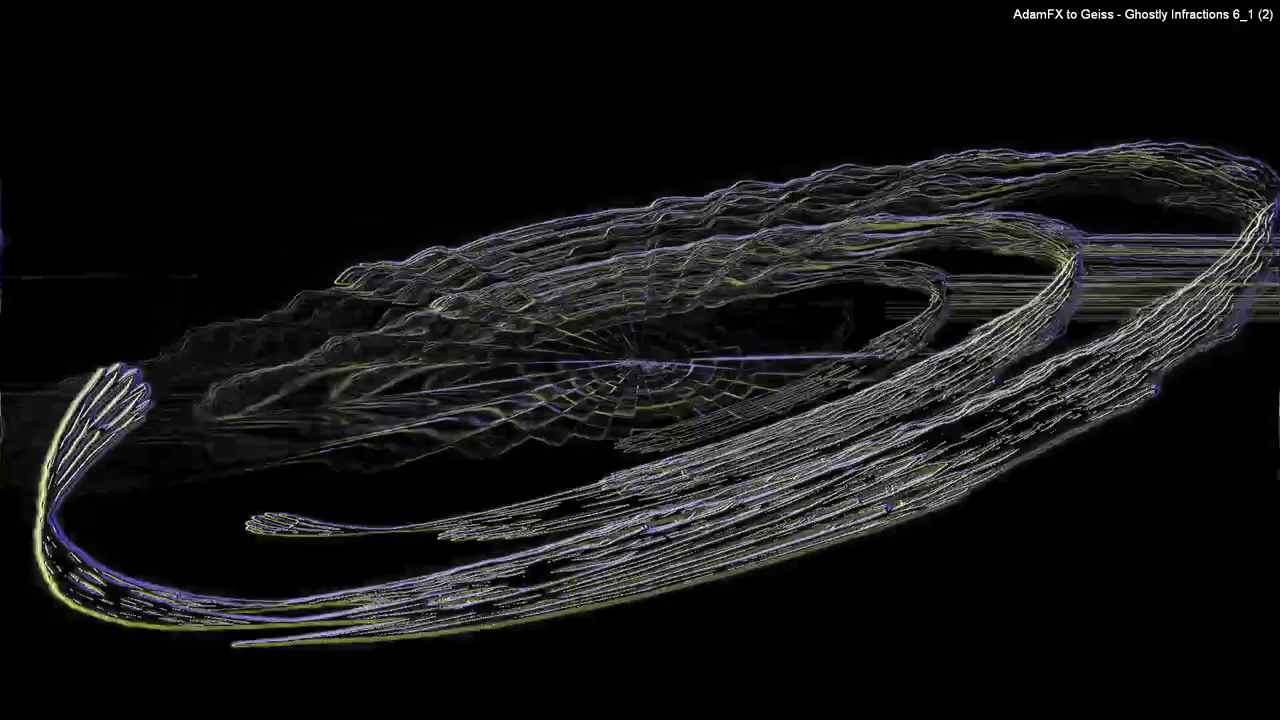 AdamFX to Geiss - Ghostly Infractions 6_1 (2)